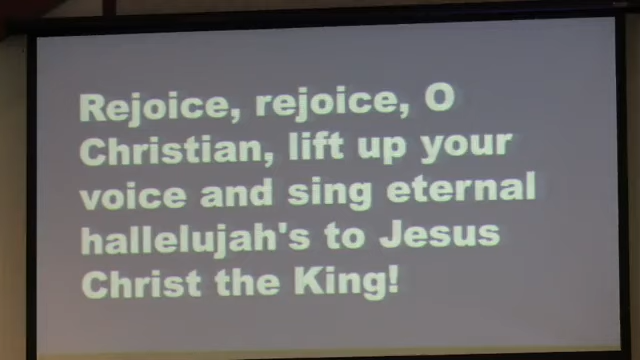 Rejoice, rejoice, O
Christian, lift up your
voice and sing eternal
hallelujah's to Jesus
Christ the King!